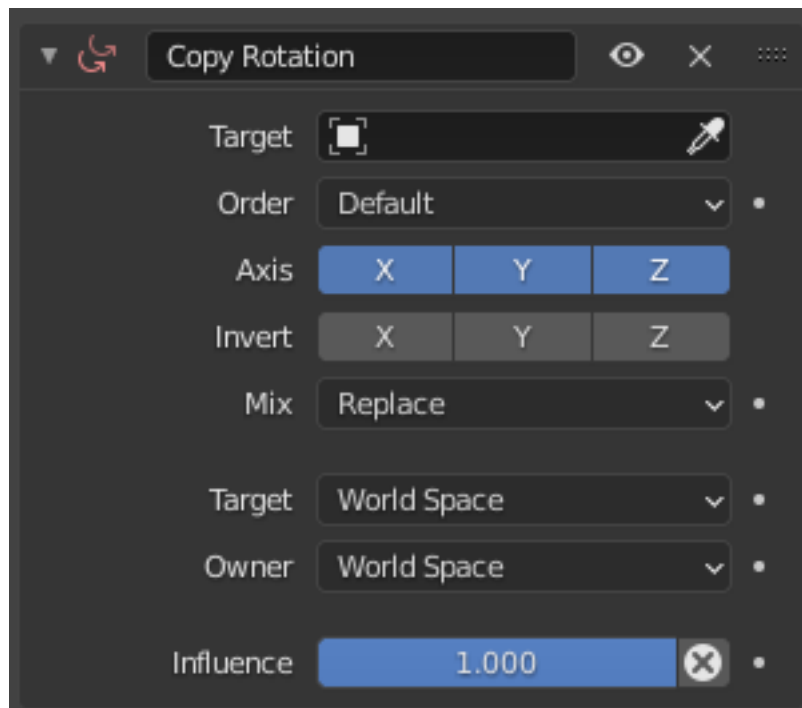 Copy Rotation
Target
Order Default
Axis X Y Z
Invert X Y Z
Mix Replace
Target World Space
Owner World Space
Influence 1.000